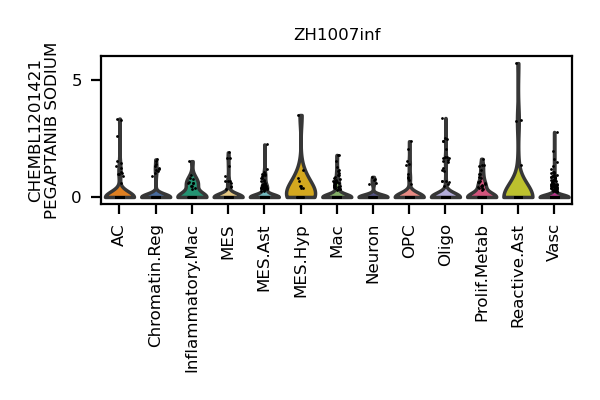 ZH1007inf
CHEMBL1201421
PEGAPTANIB SODIUM
5
0
AC
Chromatin.Reg
Inflammatory.Mac
MES
MES.Ast
MES.Hyp
Mac
Neuron
OPC
Oligo
Prolif.Metab
Reactive.Ast
Vasc